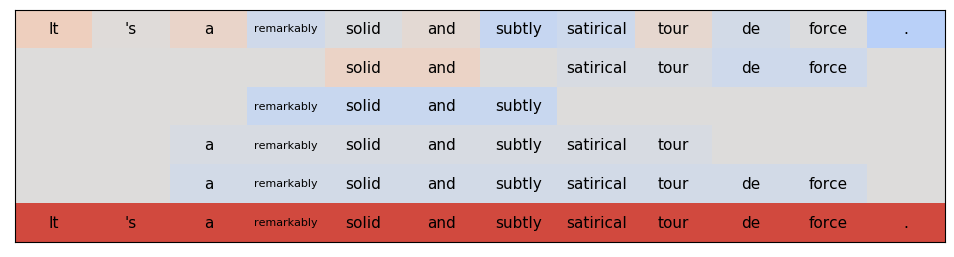 It 's a remarkably solid and subtly satirical tour de force .
solid and satirical tour de force
remarkably solid and subtly
a remarkably solid and subtly satirical tour
a remarkably solid and subtly satirical tour de force
It 's a remarkably solid and subtly satirical tour de force .